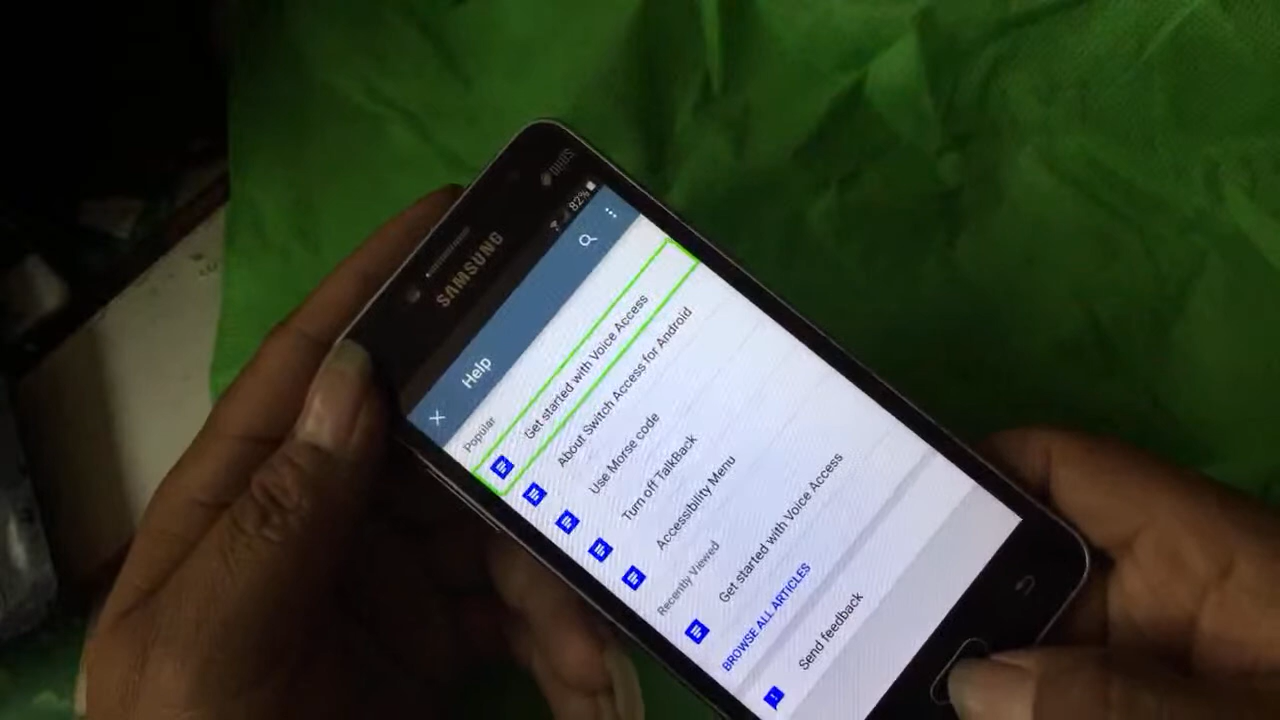 DUOS
82%
SAMSUNG
Help
Popular
Get started with Voice Access
About Switch Access for Android
Use Morse code
Turn off TalkBack
Accessibility Menu
Recently Viewed
Get started with Voice Access
BROWSE ALL ARTICLES
Send feedback